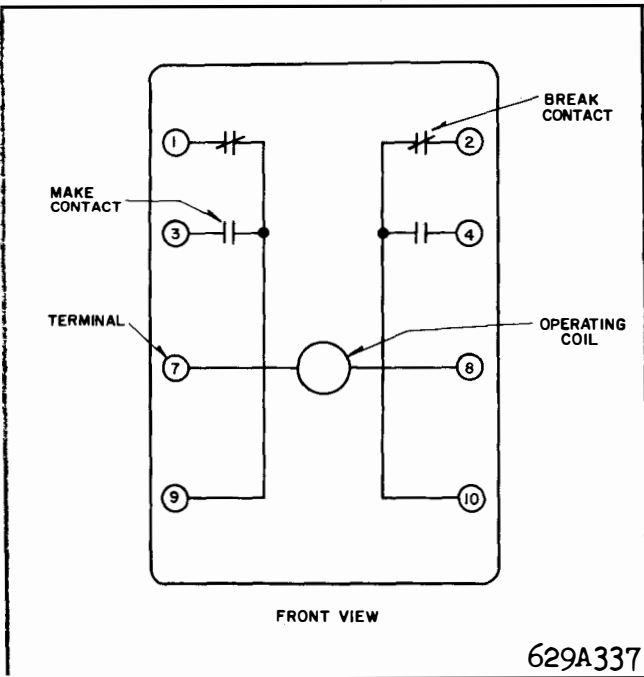 BREAK
CONTACT
1
2
MAKE
CONTACT
3
4
TERMINAL
OPERATING
COIL
7
8
9
10
FRONT VIEW
629A337